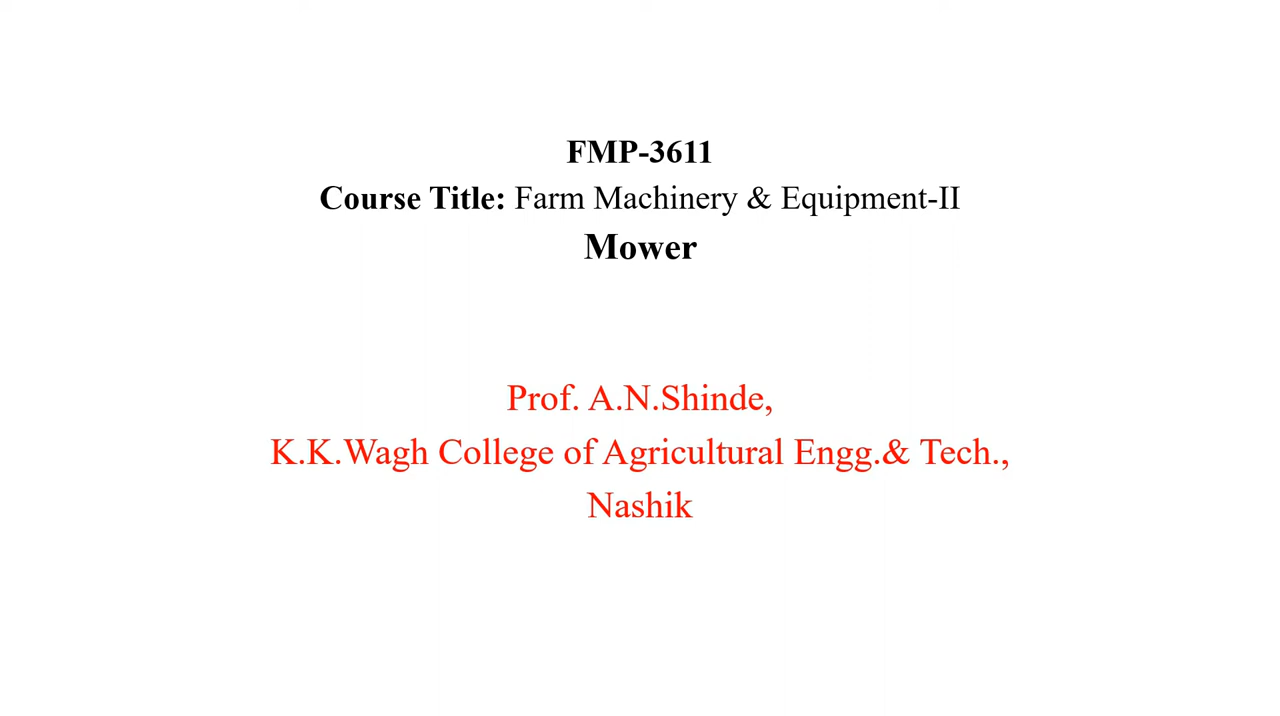 FMP-3611
Course Title: Farm Machinery & Equipment-II
Mower
Prof. A.N.Shinde,
K.K.Wagh College of Agricultural Engg.& Tech.,
Nashik